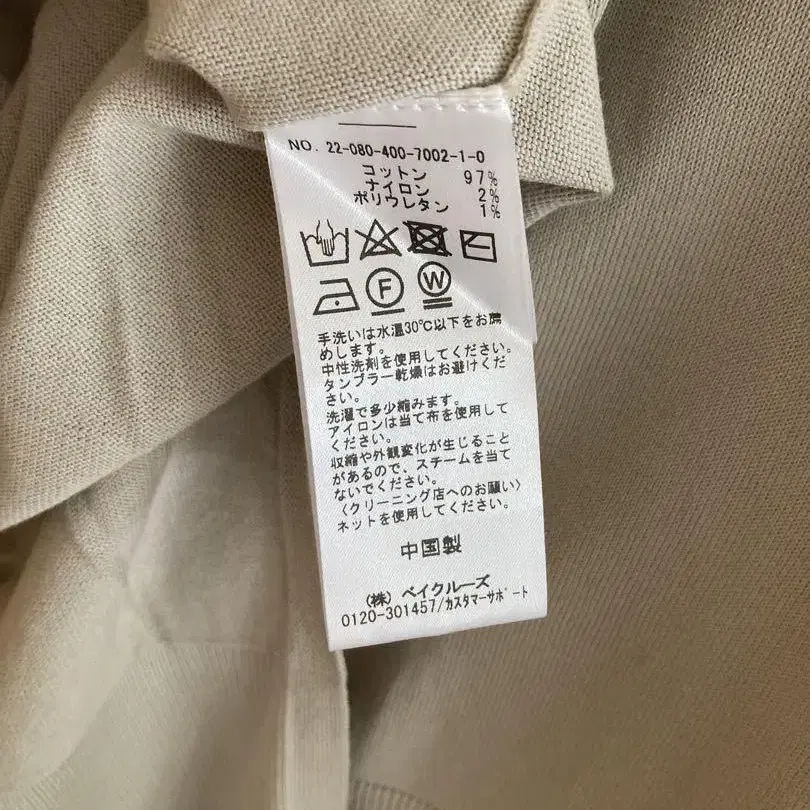 NO. 22-080-400-7002-1-0
コットン 97%
ナイロン 2%
ポリウレタン 1%
F W
手洗いは水温30℃以下をお薦
めします。
中性洗剤を使用してください。
タンブラー乾燥はお避けくだ
さい。
洗濯で多少縮みます。
アイロンは当て布を使用して
ください。
収縮や外観変化が生じること
があるので、スチームを当て
ないでください。
〈クリーニング店へのお願い〉
ネットを使用してください。
中国製
(株) ベイクルーズ
0120-301457/カスタマーサポート